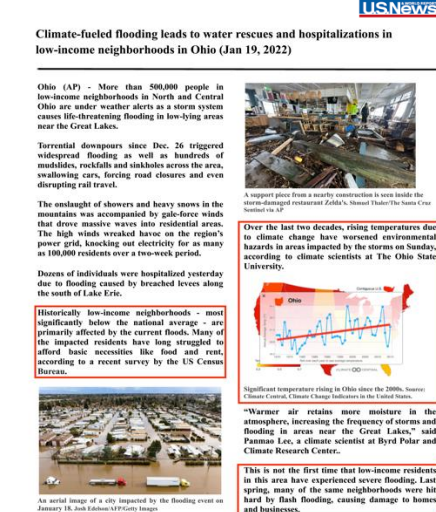 U.S.News
Climate-fueled flooding leads to water rescues and hospitalizations in
low-income neighborhoods in Ohio (Jan 19, 2022)
Ohio (AP) - More than 500,000 people in
low-income neighborhoods in North and Central
Ohio are under weather alerts as a storm system
causes life-threatening flooding in low-lying areas
near the Great Lakes.
Torrential downpours since Dec. 26 triggered
widespread flooding as well as hundreds of
mudslides, rockfalls and sinkholes across the area,
swallowing cars, forcing road closures and even
disrupting rail travel.
The onslaught of showers and heavy snows in the
mountains was accompanied by gale-force winds
that drove massive waves into residential areas.
The high winds wreaked havoc on the region's
power grid, knocking out electricity for as many
as 100,000 residents over a two-week period.
Dozens of individuals were hospitalized yesterday
due to flooding caused by breached levees along
the south of Lake Erie.
Historically low-income neighborhoods - most
significantly below the national average - are
primarily affected by the current floods. Many of
the impacted residents have long struggled to
afford basic necessities like food and rent,
according to a recent survey by the US Census
Bureau.
An aerial image of a city impacted by the flooding event on
January 18. Josh Edelson/AFP/Getty Images
A support piece from a nearby construction is seen inside the
storm-damaged restaurant Zelda's. Shmuel Thaler/The Santa Cruz
Sentinel via AP
Over the last two decades, rising temperatures due
to climate change have worsened environmental
hazards in areas impacted by the storms on Sunday,
according to climate scientists at The Ohio State
University.
Ohio
Significant temperature rising in Ohio since the 2000s. Source:
Climate Central, Climate Change Indicators in the United States.
"Warmer air retains more moisture in the
atmosphere, increasing the frequency of storms and
flooding in areas near the Great Lakes," said
Panmao Lee, a climate scientist at Byrd Polar and
Climate Research Center..
This is not the first time that low-income residents
in this area have experienced severe flooding. Last
spring, many of the same neighborhoods were hit
hard by flash flooding, causing damage to homes
and businesses.